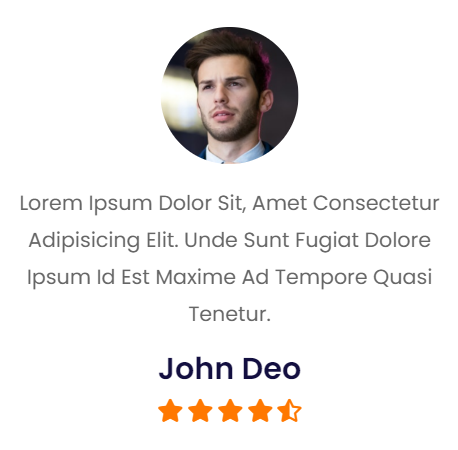 Lorem Ipsum Dolor Sit, Amet Consectetur
Adipisicing Elit. Unde Sunt Fugiat Dolore
Ipsum Id Est Maxime Ad Tempore Quasi
Tenetur.
John Deo